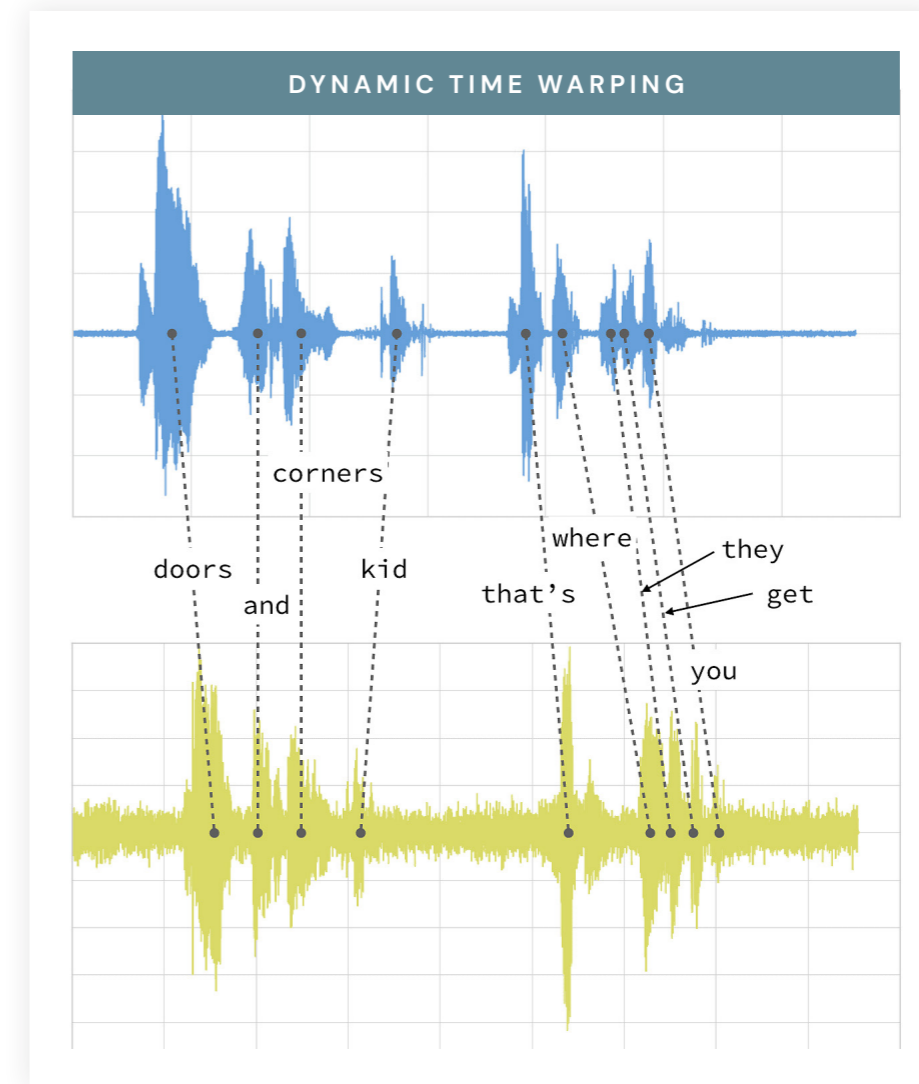 DYNAMIC TIME WARPING
corners
where
they
doors
kid
that’s
get
and
you